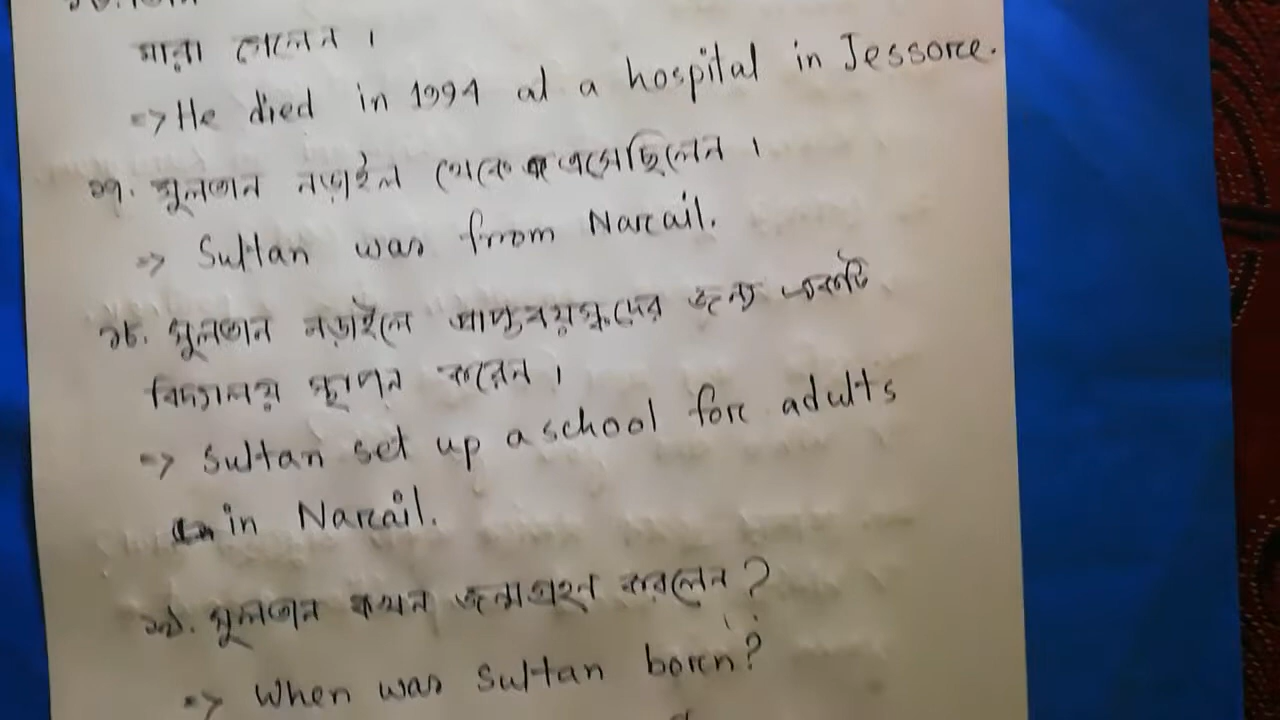 মারা গেলেন ।
=> He died in 1994 at a hospital in Jessore.
২৭. সুলতান নড়াইল থেকে এসেছিলেন ।
=> Sultan was from Narail.
২৮. সুলতান নড়াইলে প্রাপ্তবয়স্কদের জন্য একটি
বিদ্যালয় স্থাপন করেন ।
=> Sultan set up a school for adults
in Narail.
২৯. সুলতান কখন জন্মগ্রহণ করলেন ?
=> When was Sultan born?